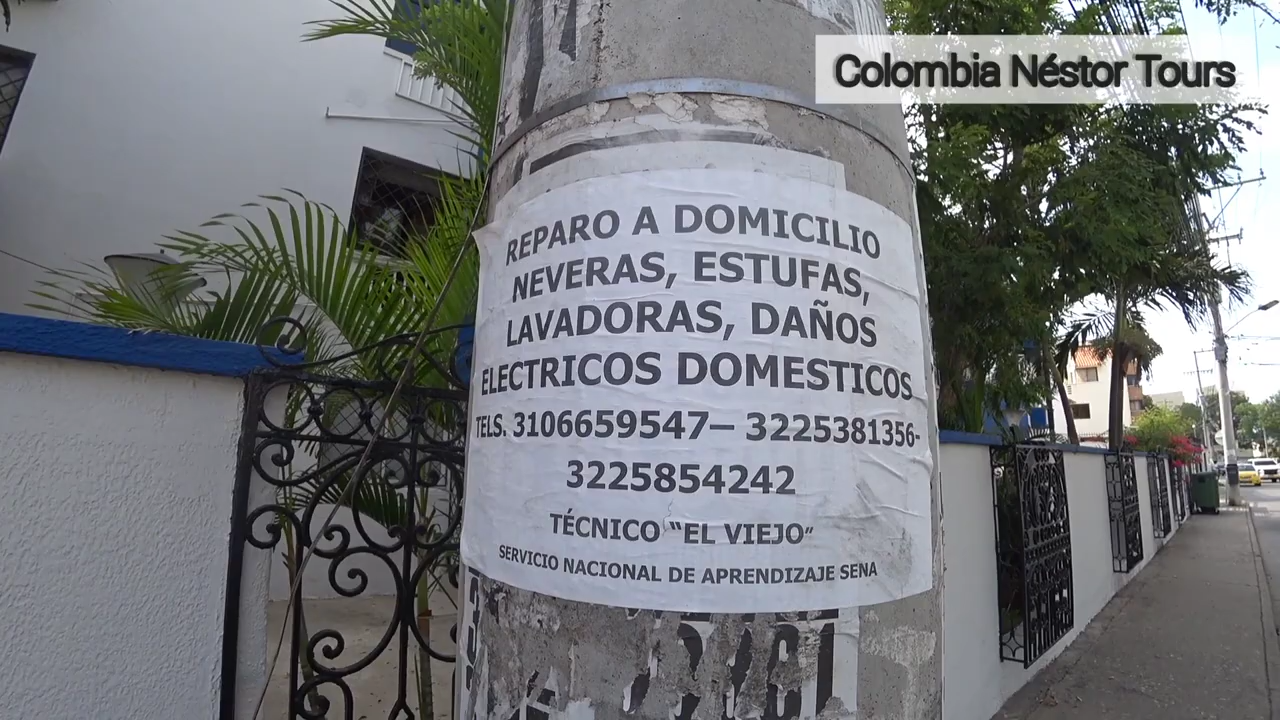 Colombia Néstor Tours
REPARO A DOMICILIO
NEVERAS, ESTUFAS,
LAVADORAS, DAÑOS
ELECTRICOS DOMESTICOS
TELS. 3106659547– 3225381356-
3225854242
TÉCNICO “EL VIEJO”
SERVICIO NACIONAL DE APRENDIZAJE SENA